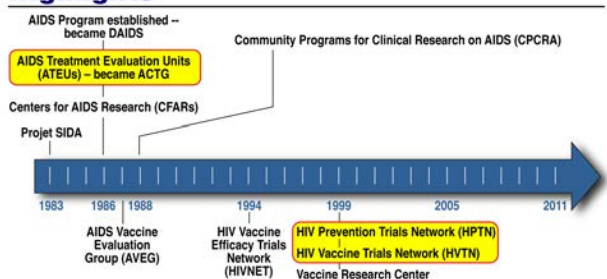 AIDS Program established --
became DAIDS
AIDS Treatment Evaluation Units
(ATEUs) – became ACTG
Centers for AIDS Research (CFARs)
Projet SIDA
Community Programs for Clinical Research on AIDS (CPCRA)
1983
1986
1988
1994
1999
2005
2011
AIDS Vaccine
Evaluation
Group (AVEG)
HIV Vaccine
Efficacy Trials
Network
(HIVNET)
HIV Prevention Trials Network (HPTN)
HIV Vaccine Trials Network (HVTN)
Vaccine Research Center